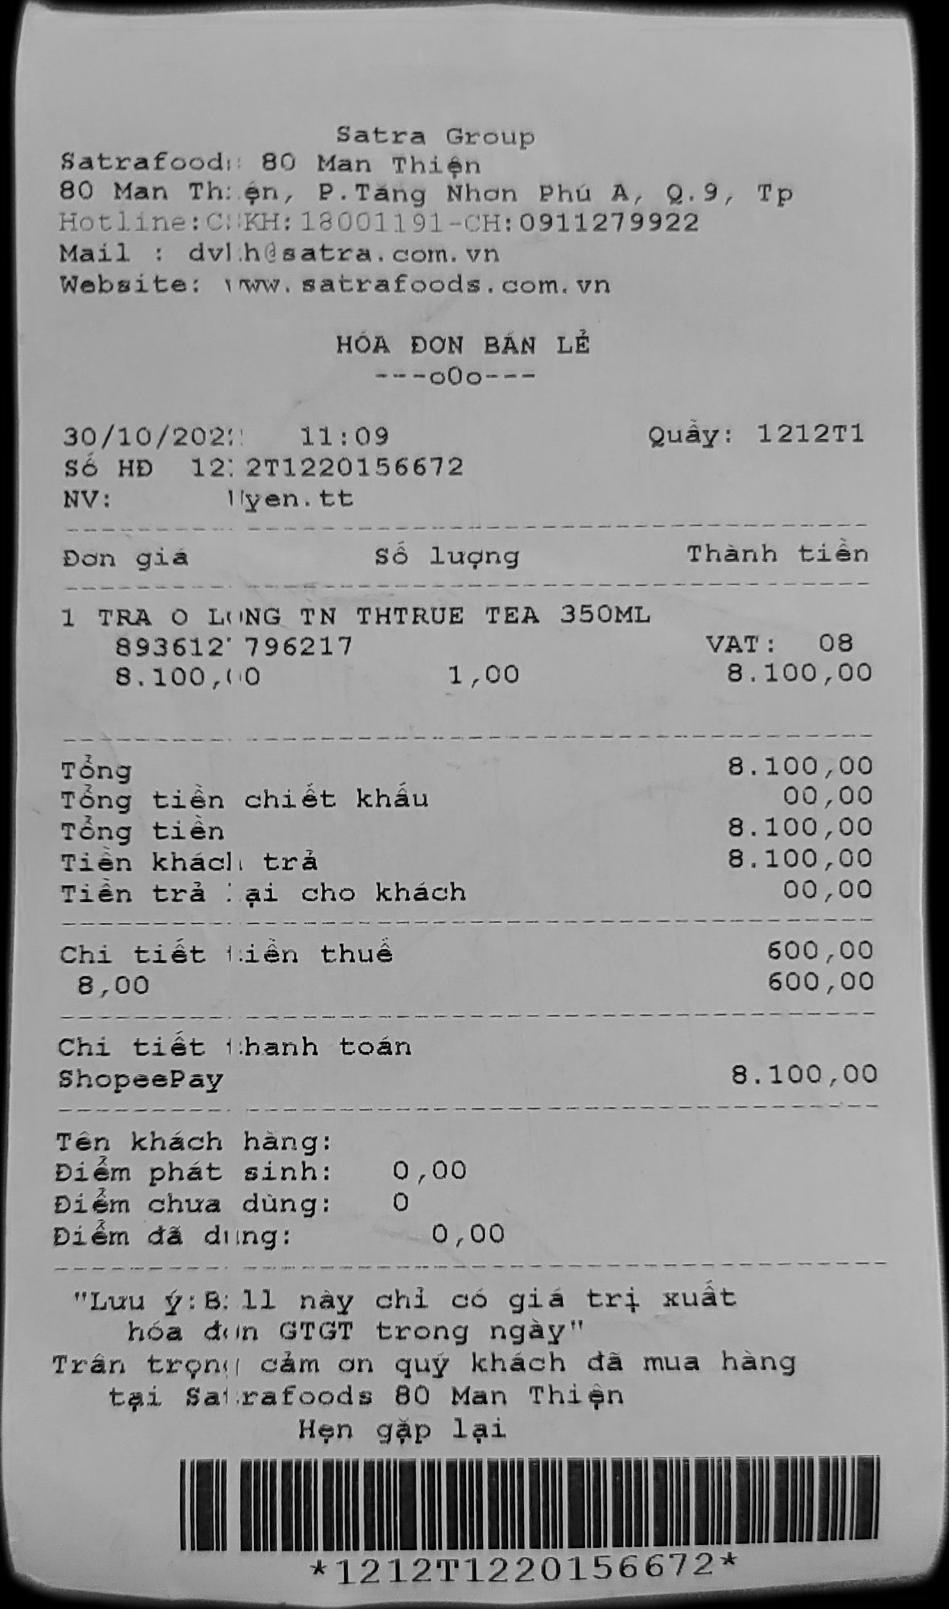 Satra Group
Satrafoods 80 Man Thiện
80 Man Thiện, P.Tăng Nhơn Phú A, Q.9, Tp
Hotline:CSKH:18001191-CH:0911279922
Mail : dvkh@satra.com.vn
Website: www.satrafoods.com.vn
HÓA ĐƠN BÁN LẺ
---oOo---
30/10/2022 11:09 Quầy: 1212T1
Số HĐ 1212T1220156672
NV: Uyen.tt
Đơn giá Số lượng Thành tiền
1 TRA O LONG TN THTRUE TEA 350ML
8936127796217 VAT: 08
8.100,00 1,00 8.100,00
Tổng 8.100,00
Tổng tiền chiết khấu 00,00
Tổng tiền 8.100,00
Tiền khách trả 8.100,00
Tiền trả lại cho khách 00,00
Chi tiết tiền thuế 600,00
8,00 600,00
Chi tiết thanh toán
ShopeePay 8.100,00
Tên khách hàng:
Điểm phát sinh: 0,00
Điểm chưa dùng: 0
Điểm đã dùng: 0,00
"Lưu ý:Bill này chỉ có giá trị xuất
hóa đơn GTGT trong ngày"
Trân trọng cảm ơn quý khách đã mua hàng
tại Satrafoods 80 Man Thiện
Hẹn gặp lại
*1212T1220156672*